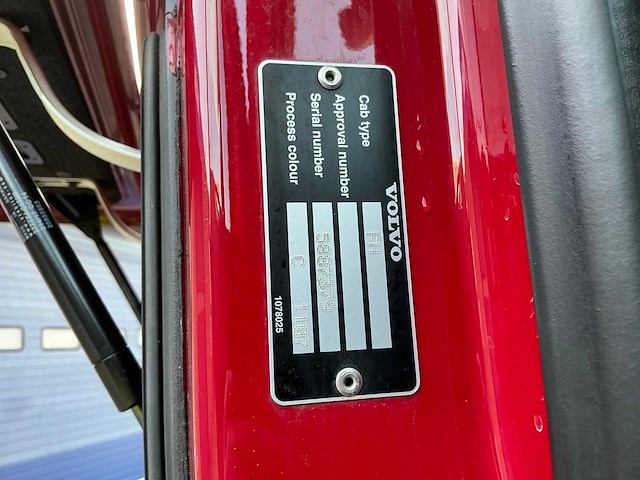 VOLVO
Cab type FH
Approval number
Serial number
Process colour C
1078025